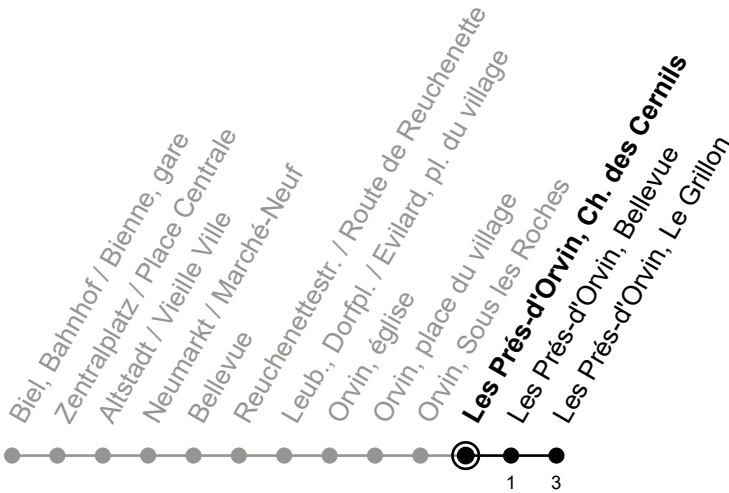 Biel, Bahnhof / Bienne, gare
Zentralplatz / Place Centrale
Altstadt / Vieille Ville
Neumarkt / Marché-Neuf
Bellevue
Reuchenettestr. / Route de Reuchenette
Leub., Dorfpl. / Evilard, pl. du village
Orvin, église
Orvin, place du village
Orvin, Sous les Roches
Les Prés-d'Orvin, Ch. des Cernils
Les Prés-d'Orvin, Bellevue
Les Prés-d'Orvin, Le Grillon
1
3